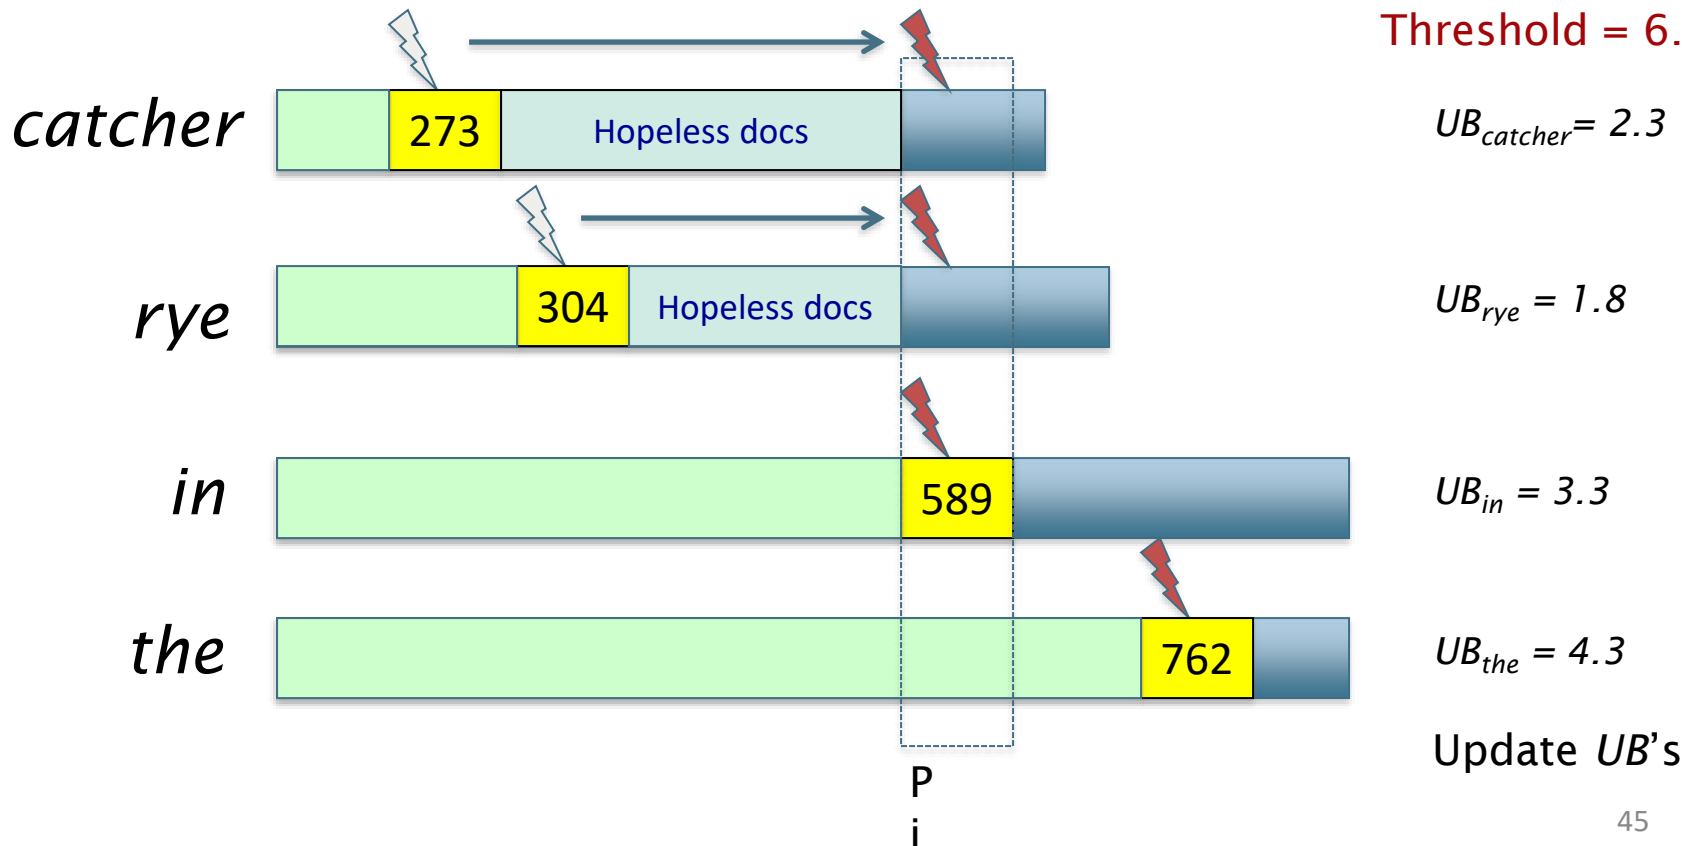 Threshold = 6.
catcher 273 Hopeless docs UBcatcher= 2.3
rye 304 Hopeless docs UBrye = 1.8
in 589 UBin = 3.3
the 762 UBthe = 4.3
Update UB's
P
i
45